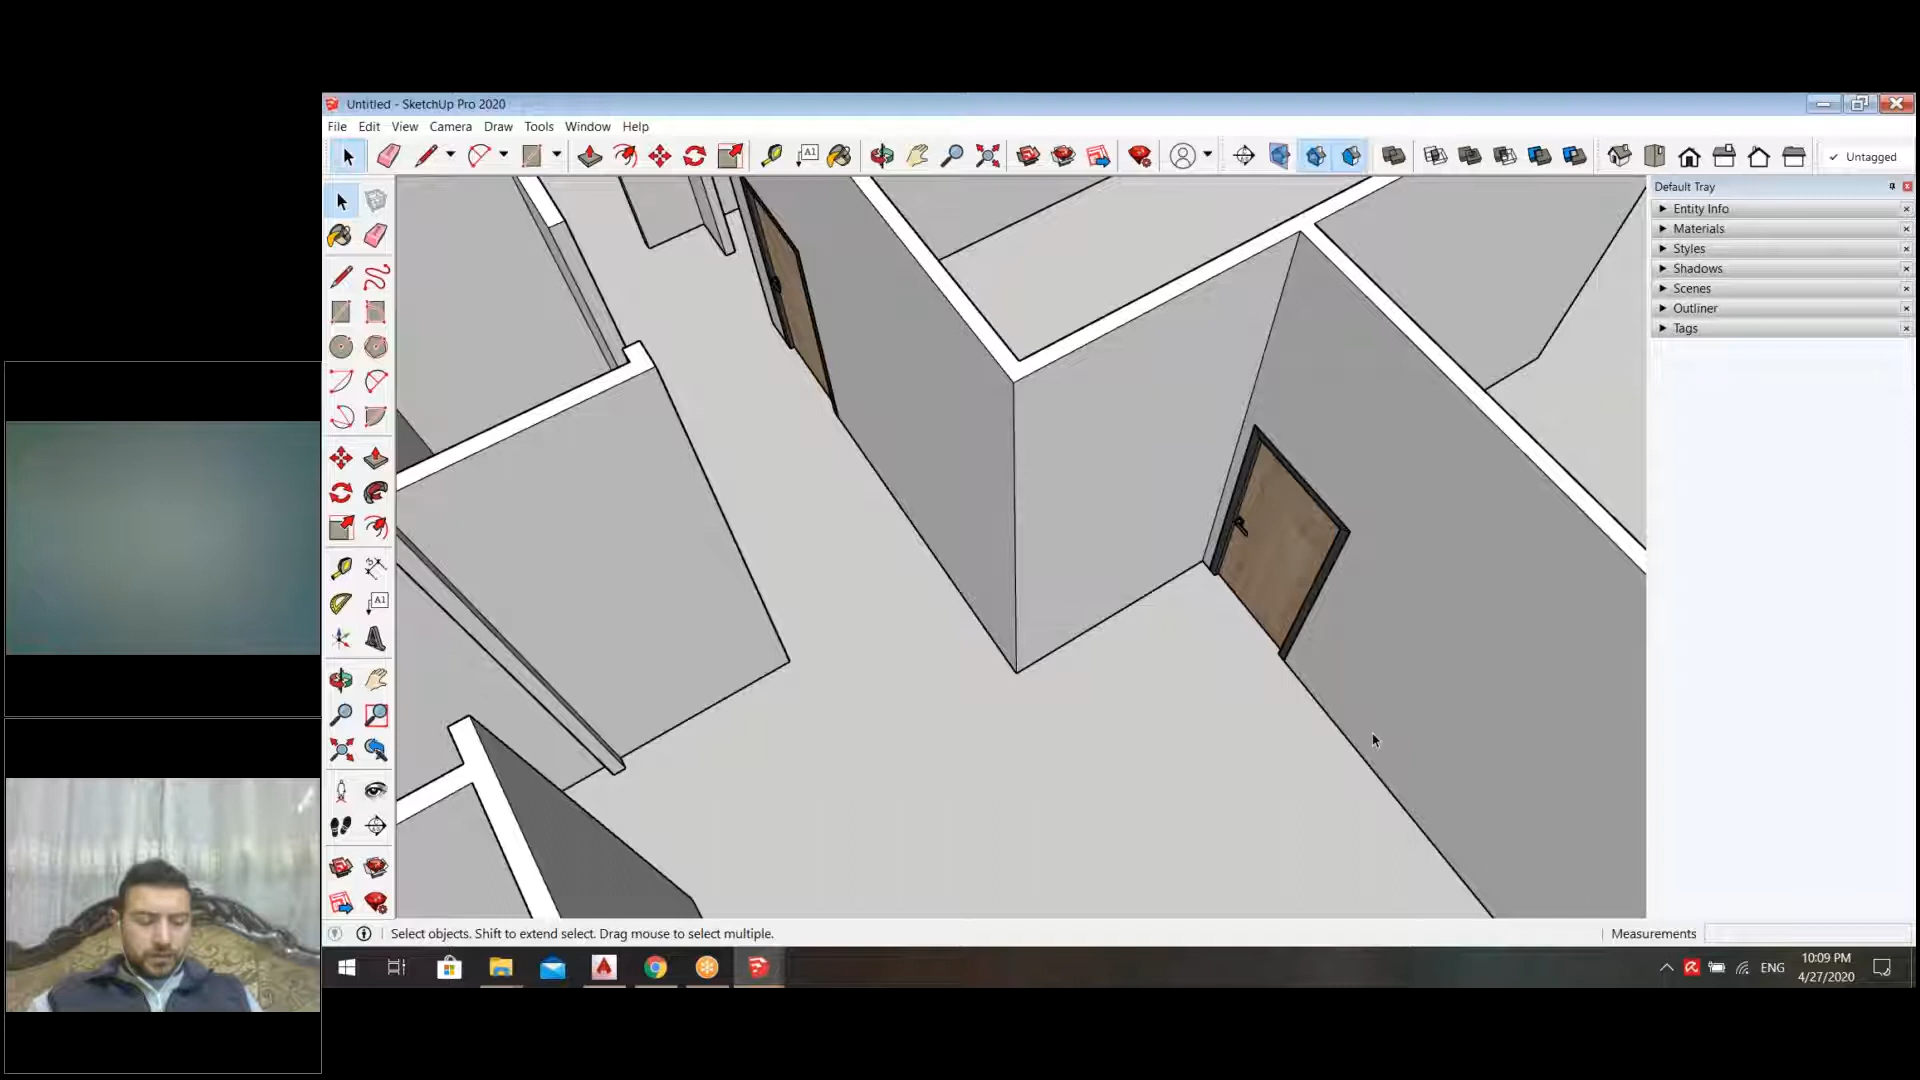 Untitled - SketchUp Pro 2020
File Edit View Camera Draw Tools Window Help
A1
Untagged
Default Tray
Entity Info
Materials
Styles
Shadows
Scenes
Outliner
Tags
A1
Select objects. Shift to extend select. Drag mouse to select multiple.
Measurements
ENG
10:09 PM
4/27/2020